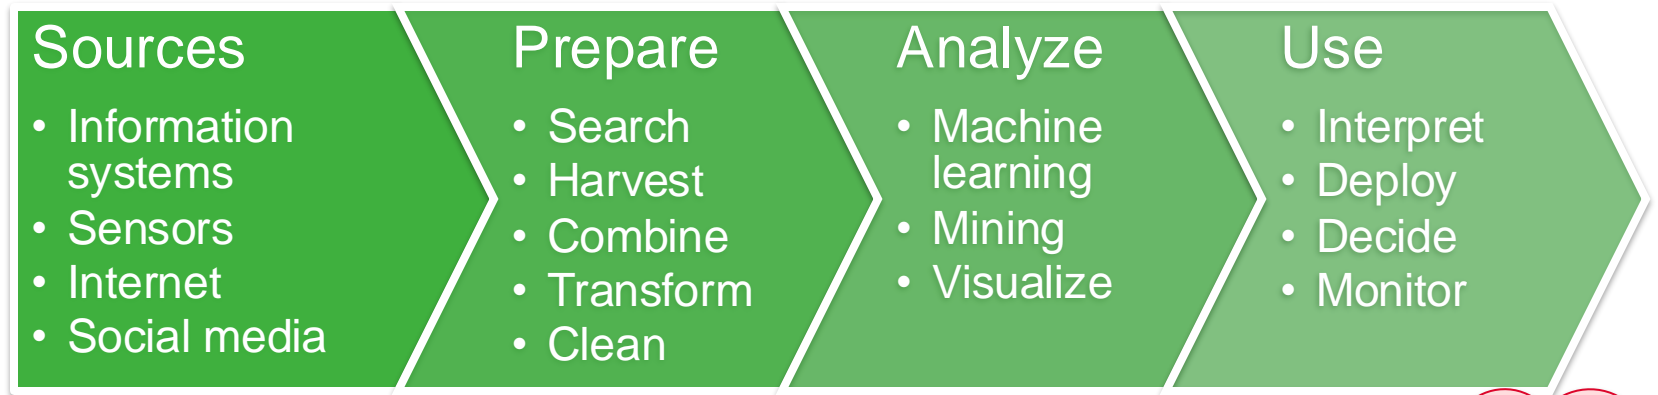 Sources
• Information
systems
• Sensors
• Internet
• Social media
Prepare
• Search
• Harvest
• Combine
• Transform
• Clean
Analyze
• Machine
learning
• Mining
• Visualize
Use
• Interpret
• Deploy
• Decide
• Monitor